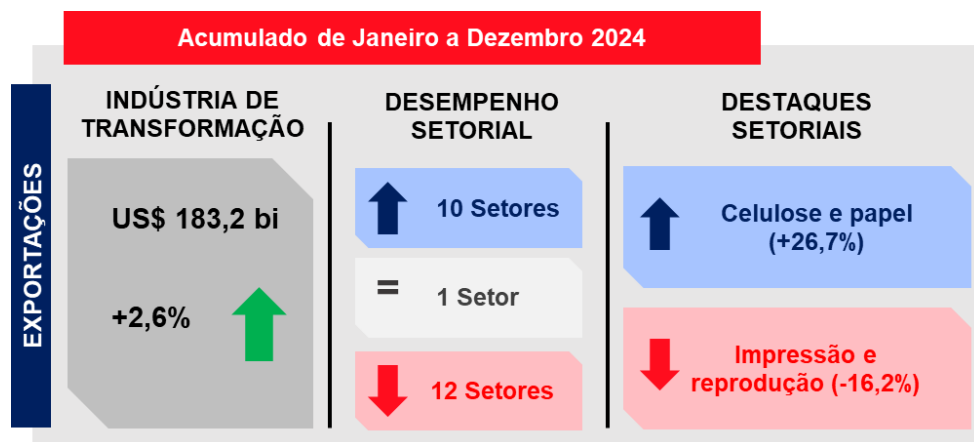 Acumulado de Janeiro a Dezembro 2024
EXPORTAÇÕES
INDÚSTRIA DE
TRANSFORMAÇÃO
US$ 183,2 bi
+2,6%
DESEMPENHO
SETORIAL
10 Setores
=
1 Setor
12 Setores
DESTAQUES
SETORIAIS
Celulose e papel
(+26,7%)
Impressão e
reprodução (-16,2%)